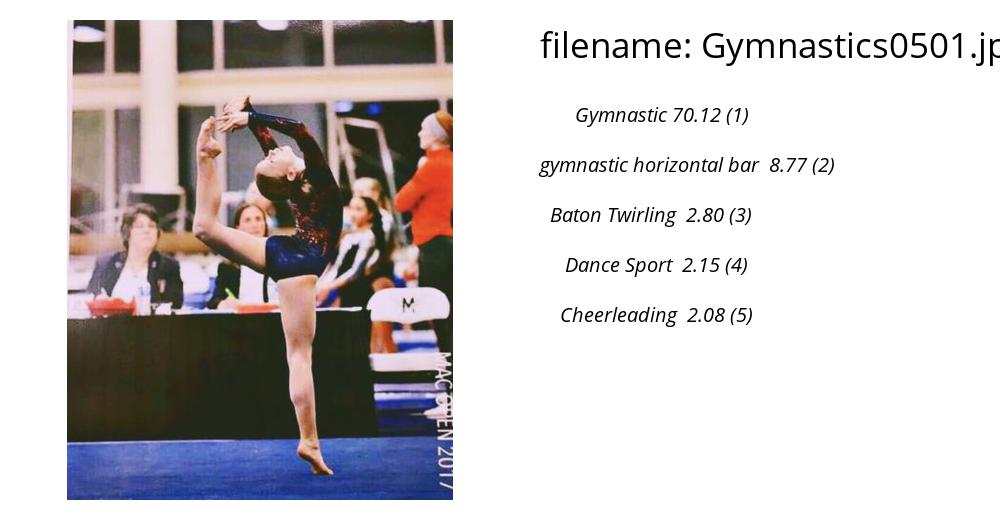 filename: Gymnastics0501.jp
Gymnastic 70.12 (1)
gymnastic horizontal bar 8.77 (2)
Baton Twirling 2.80 (3)
Dance Sport 2.15 (4)
Cheerleading 2.08 (5)
M
MAC OPEN 2017